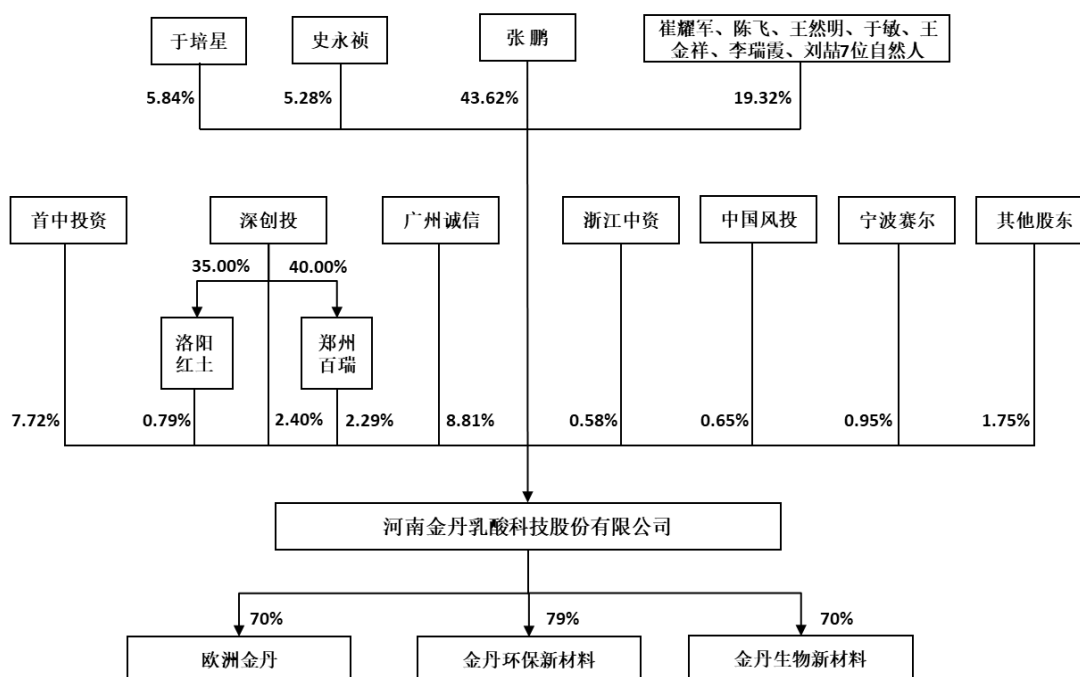 于培星
史永祯
张 鹏
崔耀军、陈飞、王然明、于敏、王
金祥、李瑞霞、刘喆7位自然人
5.84%
5.28%
43.62%
19.32%
首中投资
深创投
广州诚信
浙江中资
中国风投
宁波赛尔
其他股东
35.00%
40.00%
洛阳
红土
郑州
百瑞
7.72%
0.79%
2.40%
2.29%
8.81%
0.58%
0.65%
0.95%
1.75%
河南金丹乳酸科技股份有限公司
70%
79%
70%
欧洲金丹
金丹环保新材料
金丹生物新材料